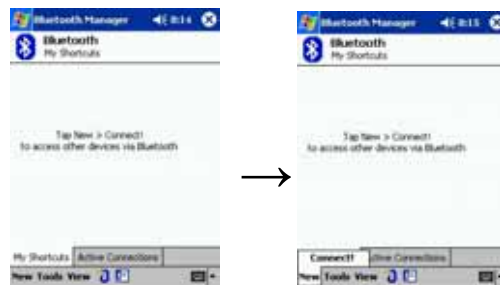 Bluetooth Manager 8:14
Bluetooth
My Shortcuts
Tap New > Connect!
to access other devices via Bluetooth
My Shortcuts Active Connections
New Tools View
Bluetooth Manager 8:15
Bluetooth
My Shortcuts
Tap New > Connect!
to access other devices via Bluetooth
Connect! Active Connections
New Tools View